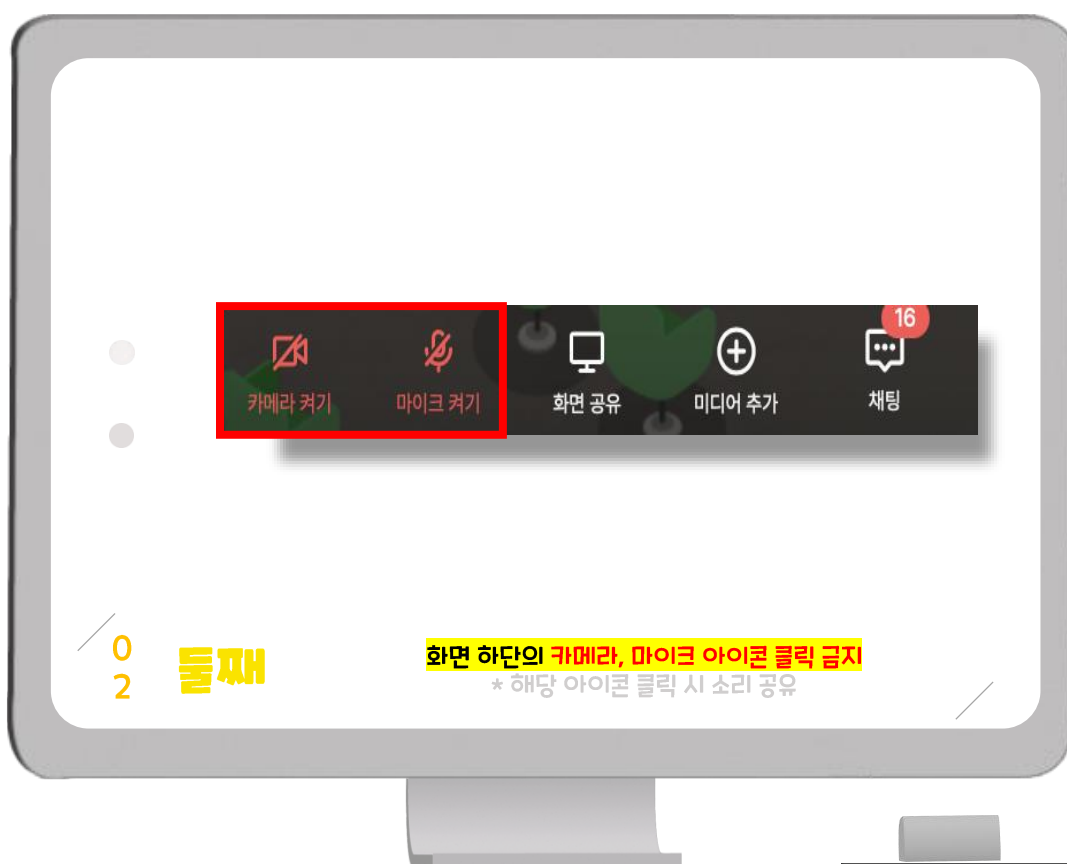 16
카메라 켜기 마이크 켜기 화면 공유 미디어 추가 채팅
02
둘째
화면 하단의 카메라, 마이크 아이콘 클릭 금지
* 해당 아이콘 클릭 시 소리 공유